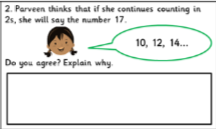 2. Parveen thinks that if she continues counting in
2s, she will say the number 17.
10, 12, 14...
Do you agree? Explain why.